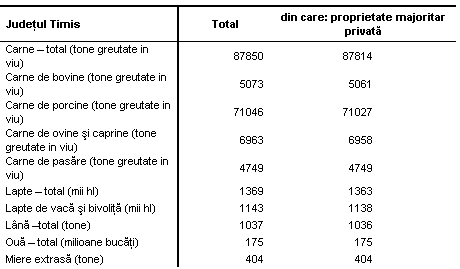 Județul Timis Total din care: proprietate majoritar
privată
Carne – total (tone greutate in
viu) 87850 87814
Carne de bovine (tone greutate in
viu) 5073 5061
Carne de porcine (tone greutate in
viu) 71046 71027
Carne de ovine şi caprine (tone
greutate in viu) 6963 6958
Carne de pasăre (tone greutate in
viu) 4749 4749
Lapte – total (mii hl) 1369 1363
Lapte de vacă şi bivoliță (mii hl) 1143 1138
Lână –total (tone) 1037 1036
Ouă – total (milioane bucăți) 175 175
Miere extrasă (tone) 404 404